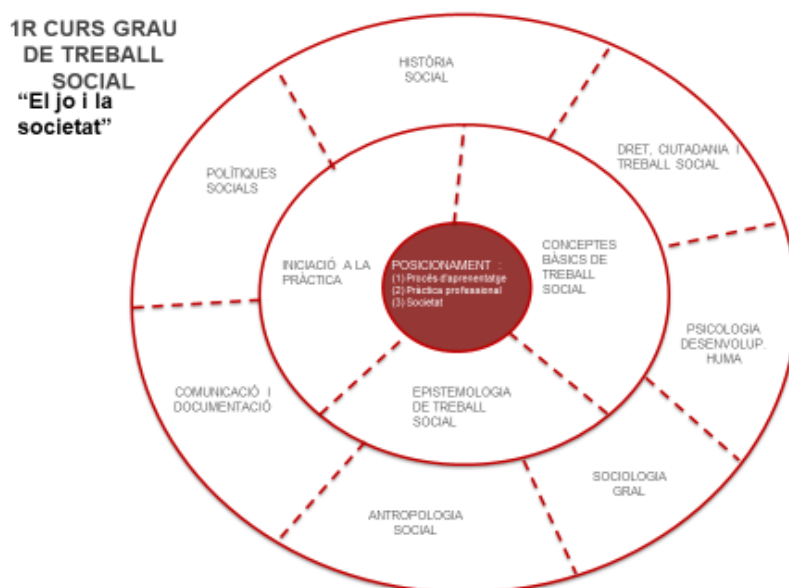 1R CURS GRAU
DE TREBALL
SOCIAL
“El jo i la
societat”
HISTÒRIA
SOCIAL
DRET, CIUTADANIA I
TREBALL SOCIAL
POLÍTIQUES
SOCIALS
INICIACIÓ A LA
PRÀCTICA
POSICIONAMENT :
(1) Procés d'aprenentatge
(2) Pràctica professional
(3) Societat
CONCEPTES
BÀSICS DE
TREBALL
SOCIAL
PSICOLOGIA
DESENVOLUP.
HUMA
COMUNICACIÓ I
DOCUMENTACIÓ
EPISTEMOLOGIA
DE TREBALL
SOCIAL
SOCIOLOGIA
GRAL
ANTROPOLOGIA
SOCIAL